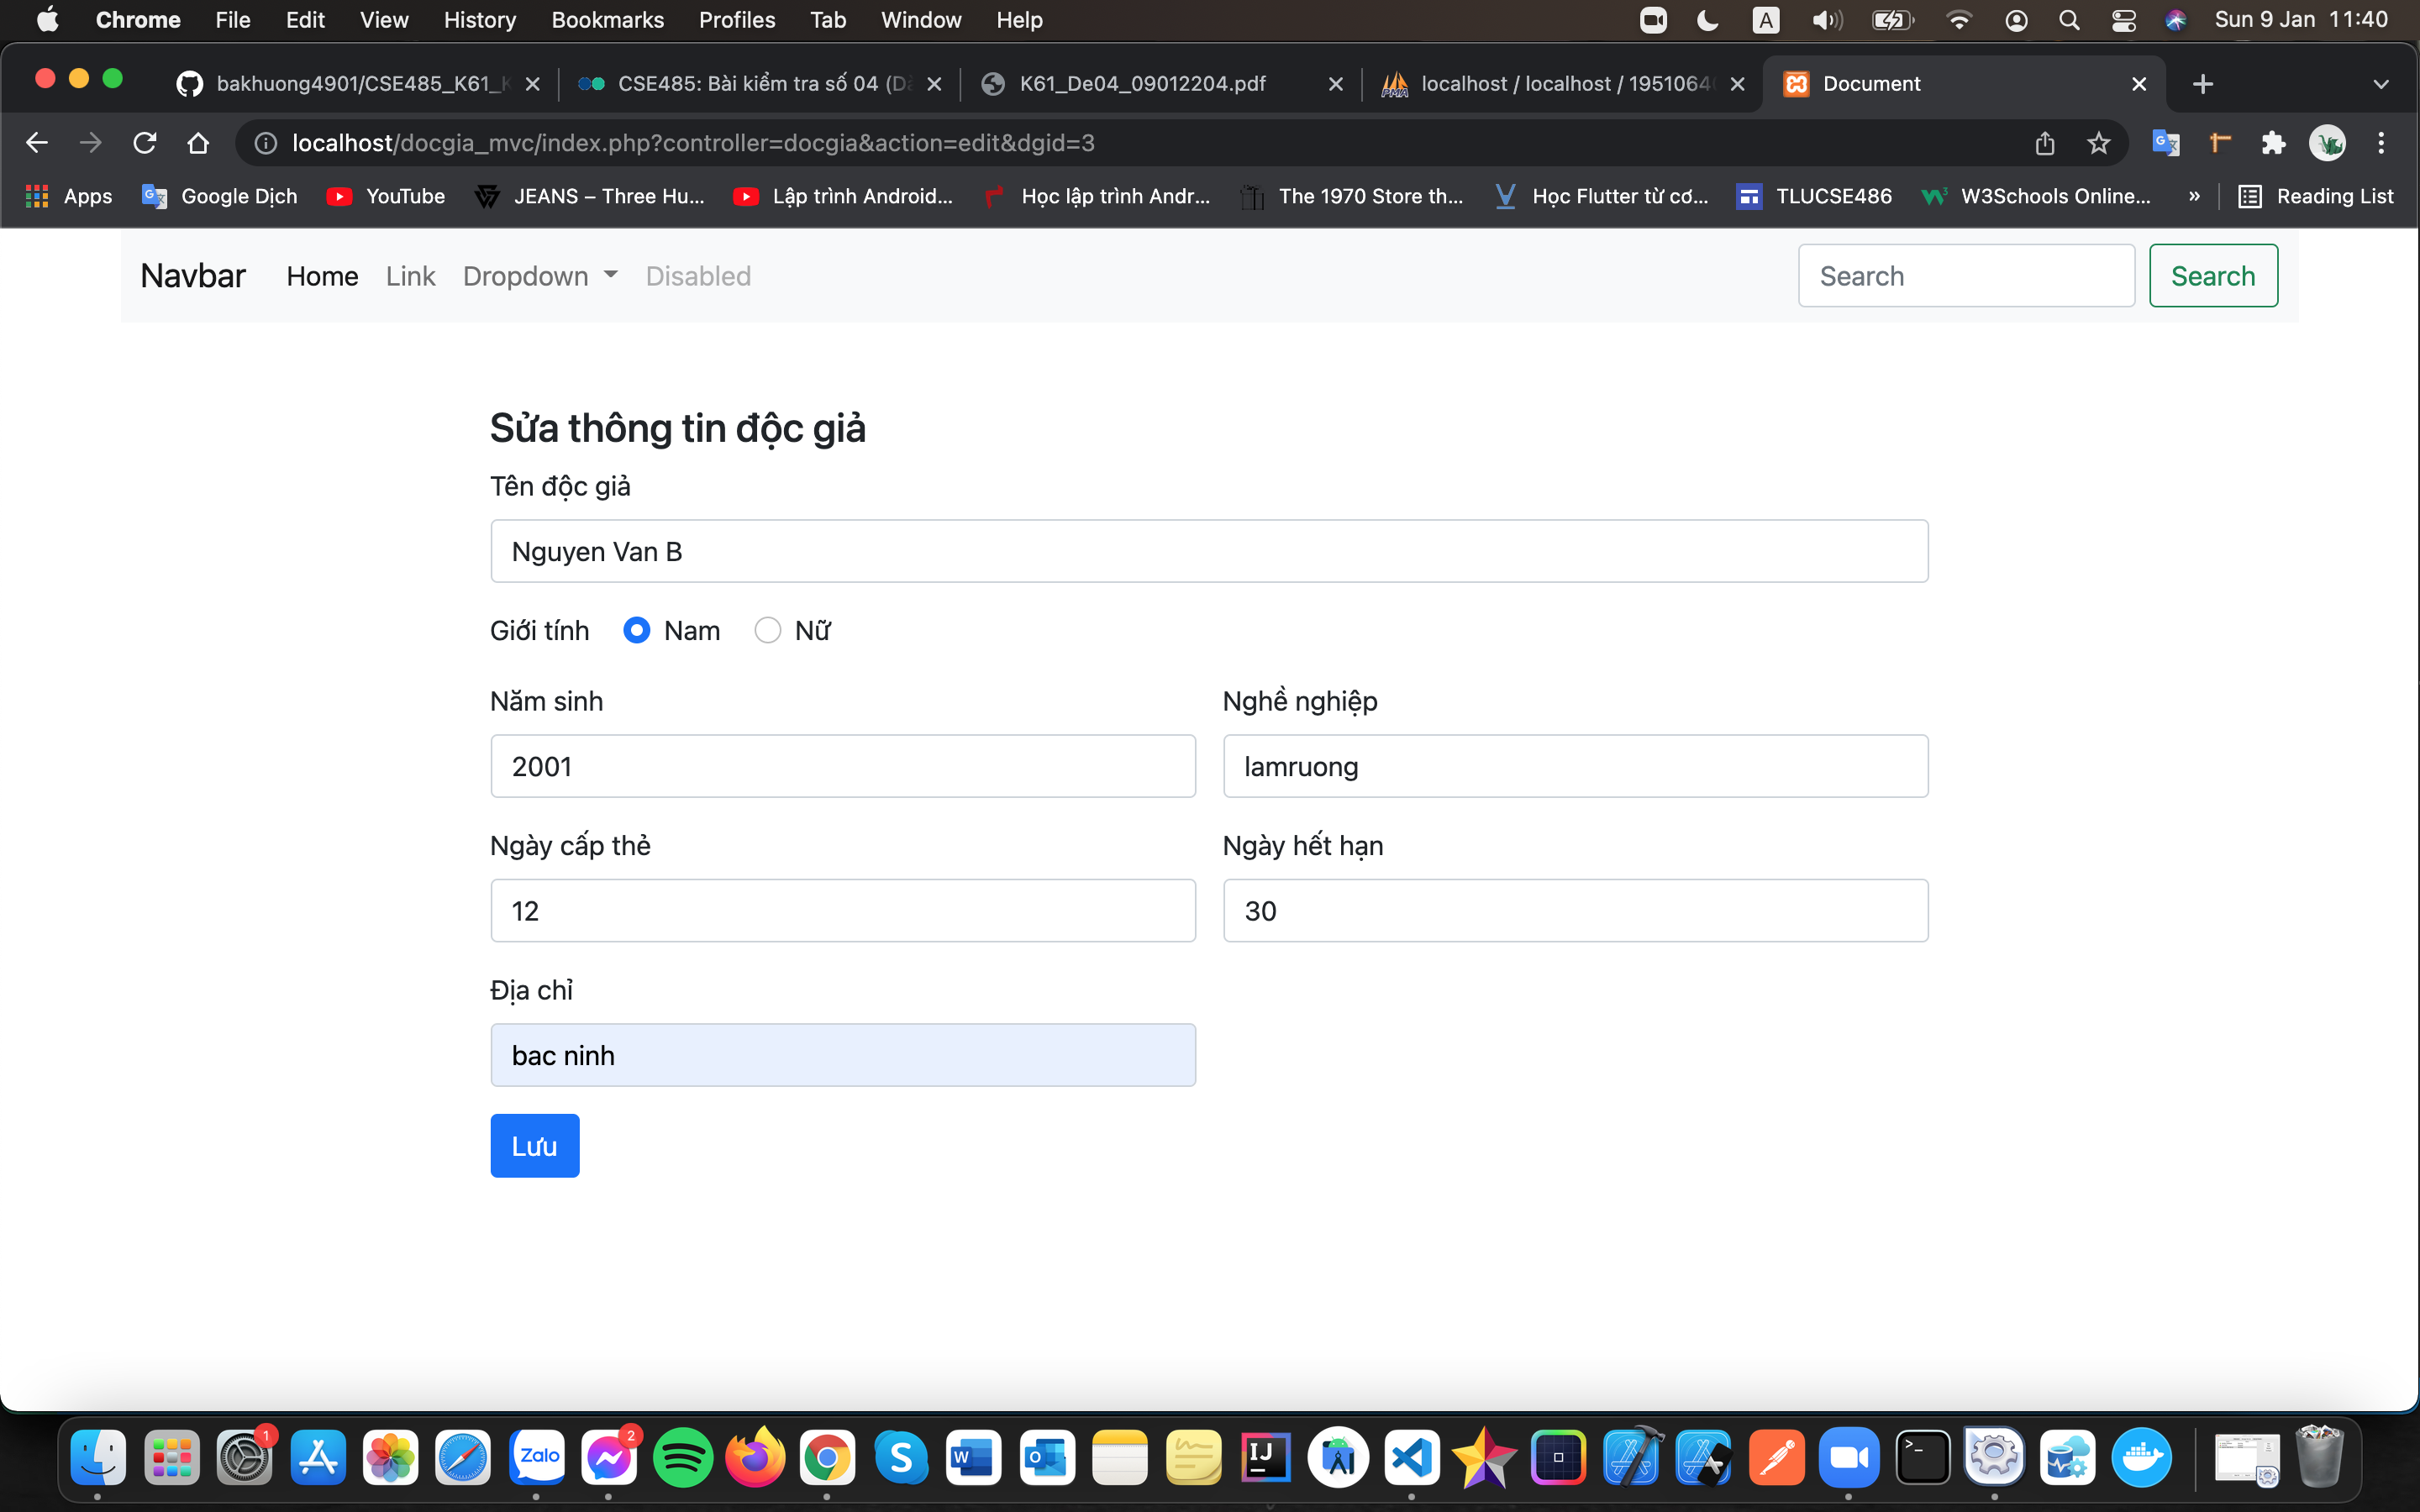 Chrome File Edit View History Bookmarks Profiles Tab Window Help A Sun 9 Jan 11:40
bakhuong4901/CSE485_K61_ CSE485: Bài kiểm tra số 04 K61_De04_09012204.pdf localhost / localhost / 1951064 Document
localhost/docgia_mvc/index.php?controller=docgia&action=edit&dgid=3
Apps Google Dịch YouTube JEANS – Three Hu... Lập trình Android... Học lập trình Andr... The 1970 Store th... Học Flutter từ cơ... TLUCSE486 W3Schools Online... » Reading List
Navbar Home Link Dropdown Disabled Search Search
Sửa thông tin độc giả
Tên độc giả
Nguyen Van B
Giới tính Nam Nữ
Năm sinh Nghề nghiệp
2001 lamruong
Ngày cấp thẻ Ngày hết hạn
12 30
Địa chỉ
bac ninh
Lưu
1 Zalo 2